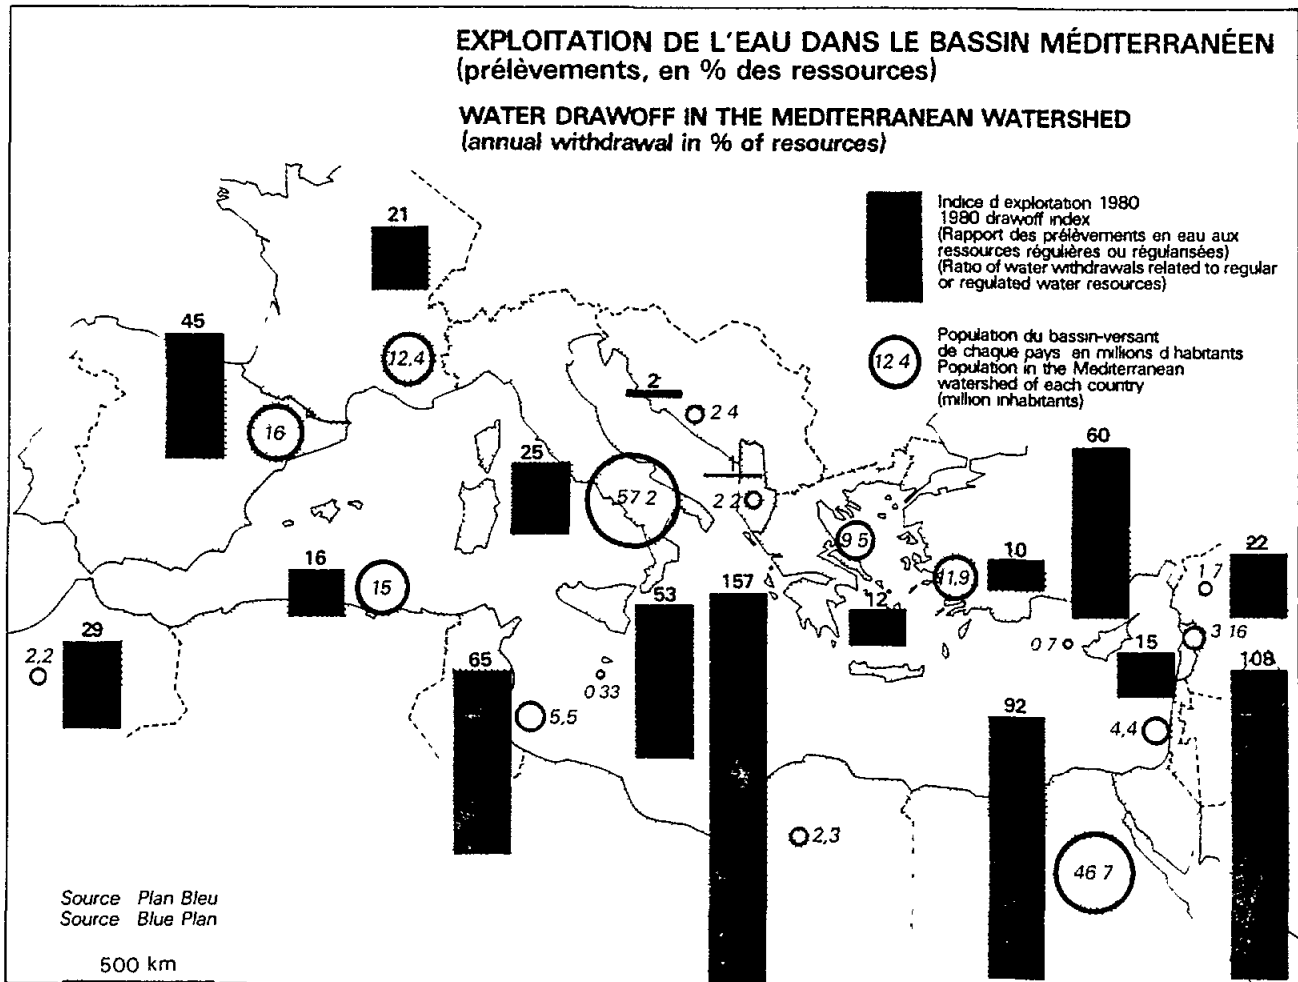 EXPLOITATION DE L'EAU DANS LE BASSIN MÉDITERRANÉEN
(prélèvements, en % des ressources)
WATER DRAWOFF IN THE MEDITERRANEAN WATERSHED
(annual withdrawal in % of resources)
Indice d exploitation 1980
1980 drawoff index
(Rapport des prélèvements en eau aux
ressources régulières ou régularisées)
(Ratio of water withdrawals related to regular
or regulated water resources)
12 4
Population du bassin-versant
de chaque pays en millions d habitants
Population in the Mediterranean
watershed of each country
(million inhabitants)
21
45
12,4
2
2 4
16
60
25
1
57 2
2 2
9 5
22
16
15
10
1 7
11,9
157
53
12
29
3 16
0 7
15
2,2
65
108
0 33
92
5,5
4,4
2,3
46 7
Source Plan Bleu
Source Blue Plan
500 km